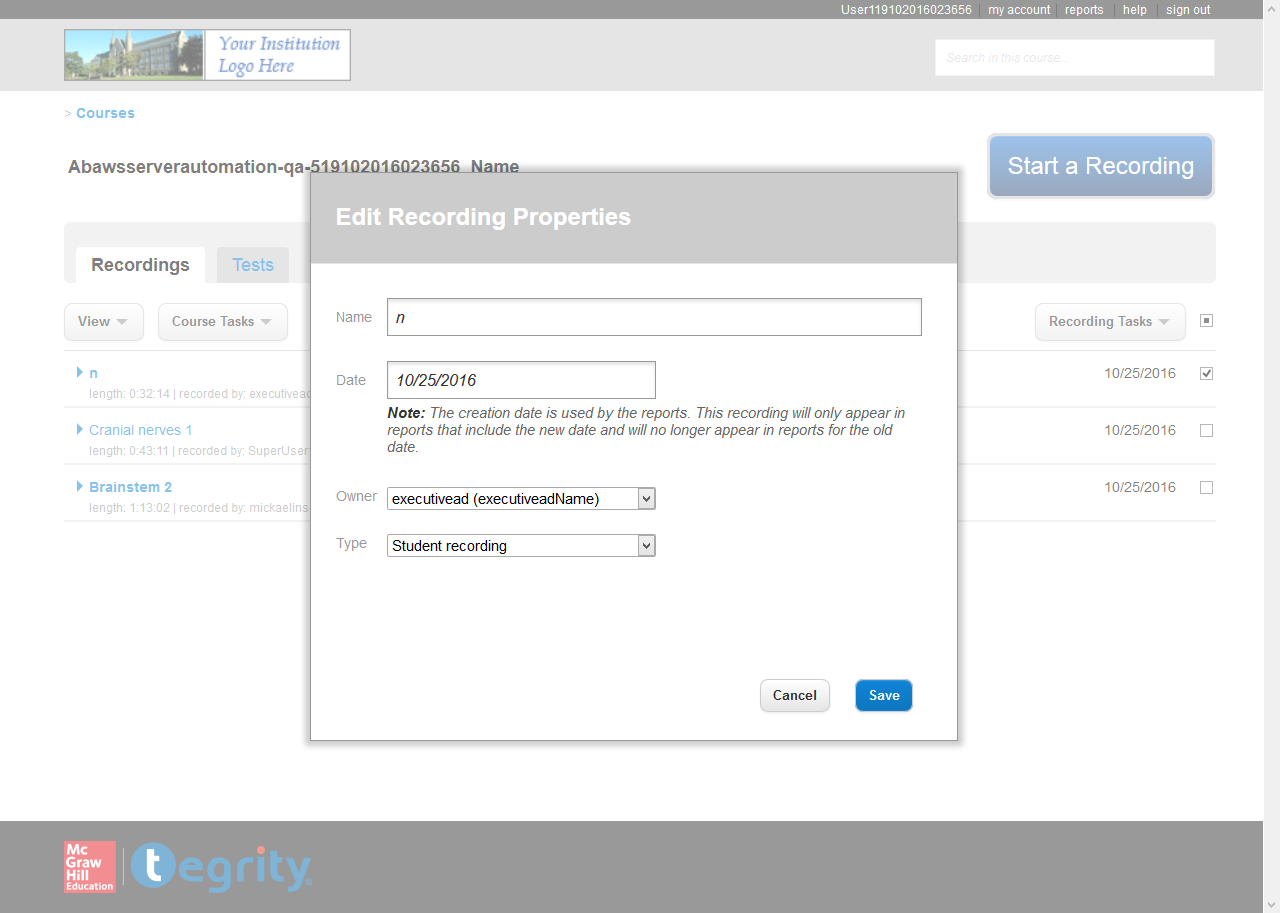 User119102016023656 | my account | reports | help | sign out
Your Institution
Logo Here
Search in this course...
> Courses
Abawsserverautomation-qa-519102016023656_Name
Start a Recording
Edit Recording Properties
Recordings Tests
View Course Tasks Recording Tasks
Name n
n 10/25/2016
length: 0:32:14 | recorded by: executivead
Date 10/25/2016
Note: The creation date is used by the reports. This recording will only appear in
reports that include the new date and will no longer appear in reports for the old
date.
Cranial nerves 1 10/25/2016
length: 0:43:11 | recorded by: SuperUser
Brainstem 2 10/25/2016
length: 1:13:02 | recorded by: mickaelins
Owner executivead (executiveadName)
Type Student recording
Cancel Save
Mc
Graw
Hill
Education
tegrity